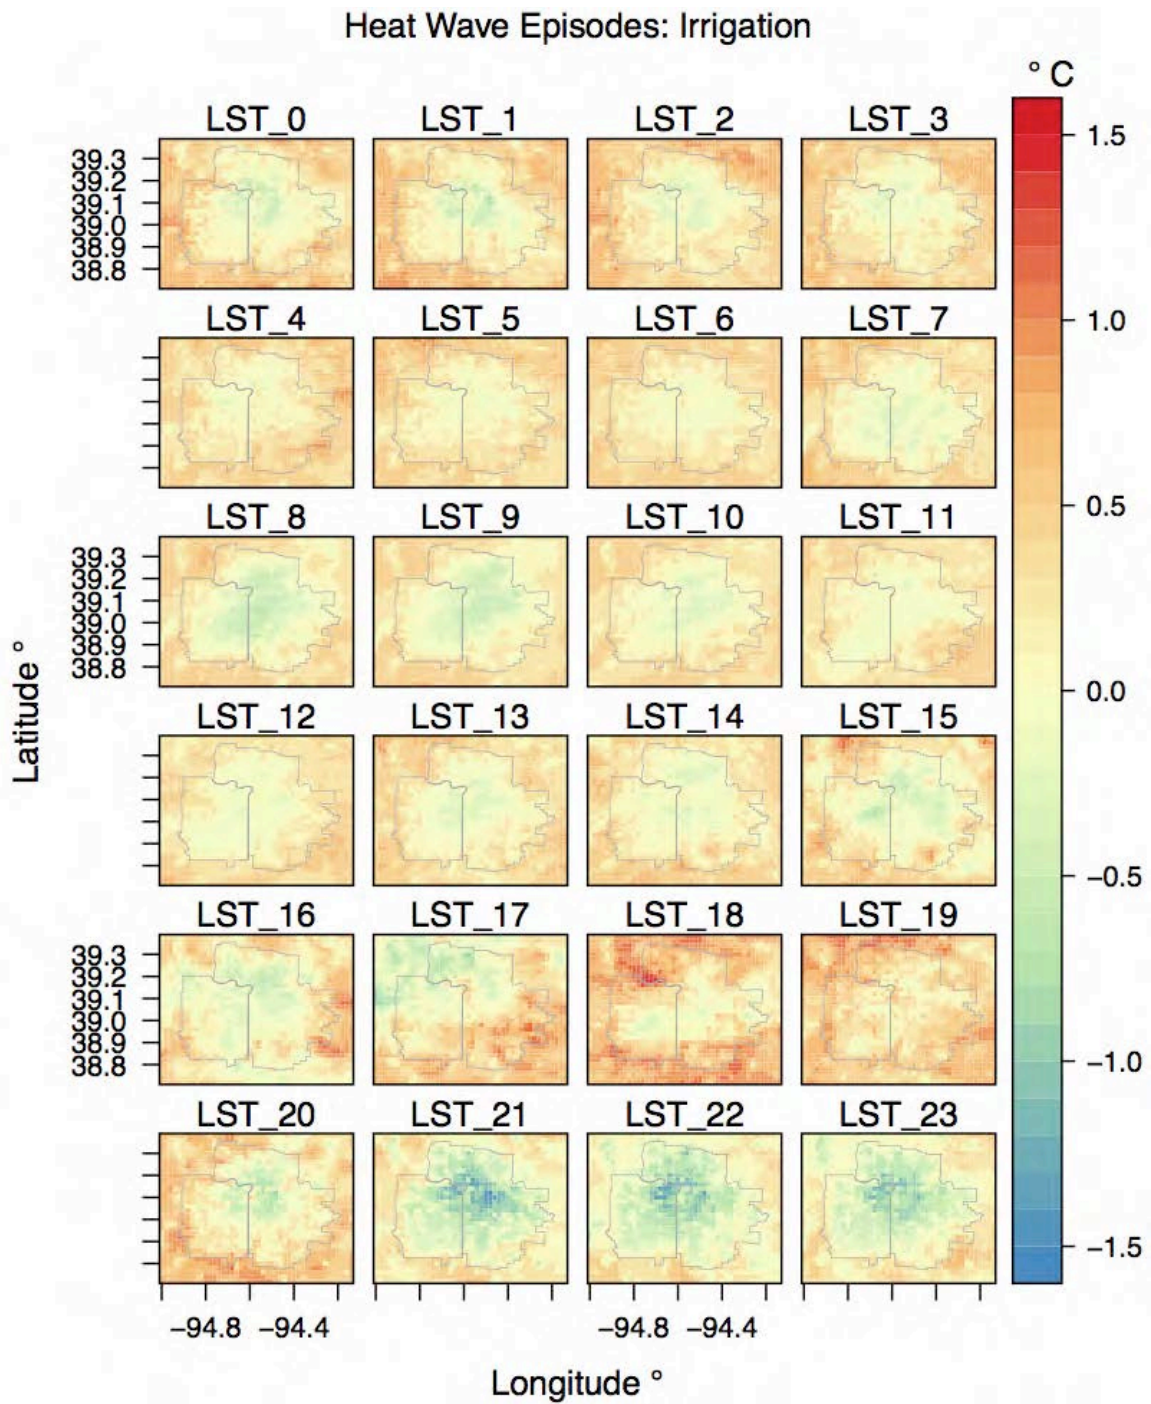 Heat Wave Episodes: Irrigation
° C
LST_0 LST_1 LST_2 LST_3
39.3
39.2
39.1
39.0
38.9
38.8
LST_4 LST_5 LST_6 LST_7
LST_8 LST_9 LST_10 LST_11
39.3
39.2
39.1
39.0
38.9
38.8
LST_12 LST_13 LST_14 LST_15
LST_16 LST_17 LST_18 LST_19
39.3
39.2
39.1
39.0
38.9
38.8
LST_20 LST_21 LST_22 LST_23
−94.8 −94.4 −94.8 −94.4
Longitude °
Latitude °
1.5
1.0
0.5
0.0
−0.5
−1.0
−1.5